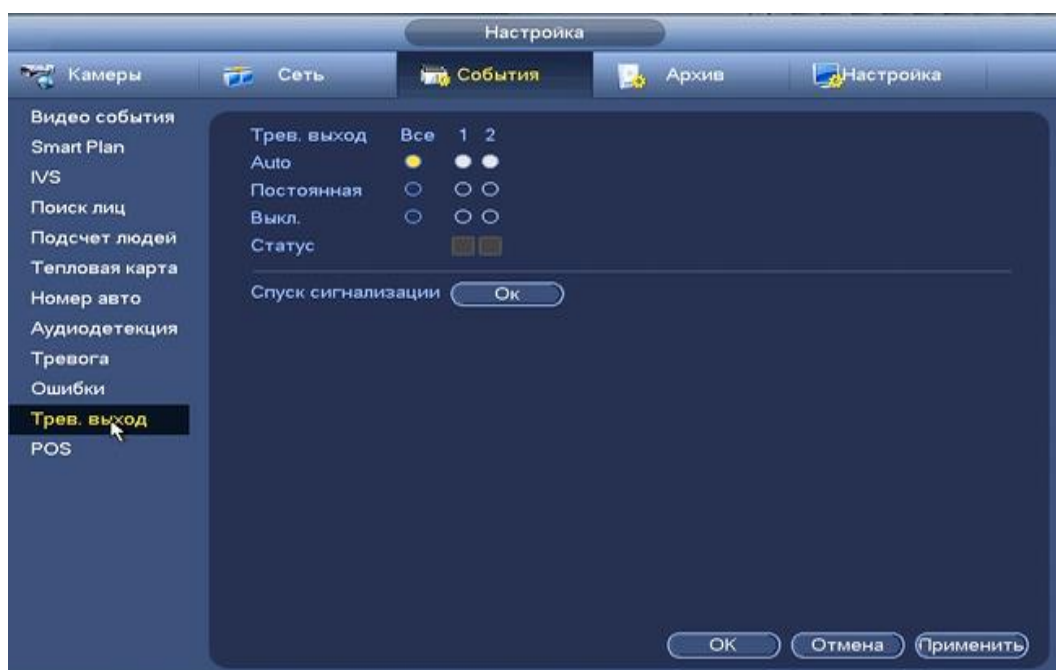 Настройка
Камеры Сеть События Архив Настройка
Видео события
Smart Plan
IVS
Поиск лиц
Подсчет людей
Тепловая карта
Номер авто
Аудиодетекция
Тревога
Ошибки
Трев. выход
POS
Трев. выход Все 1 2
Auto
Постоянная
Выкл.
Статус
Спуск сигнализации Ок
OK Отмена Применить